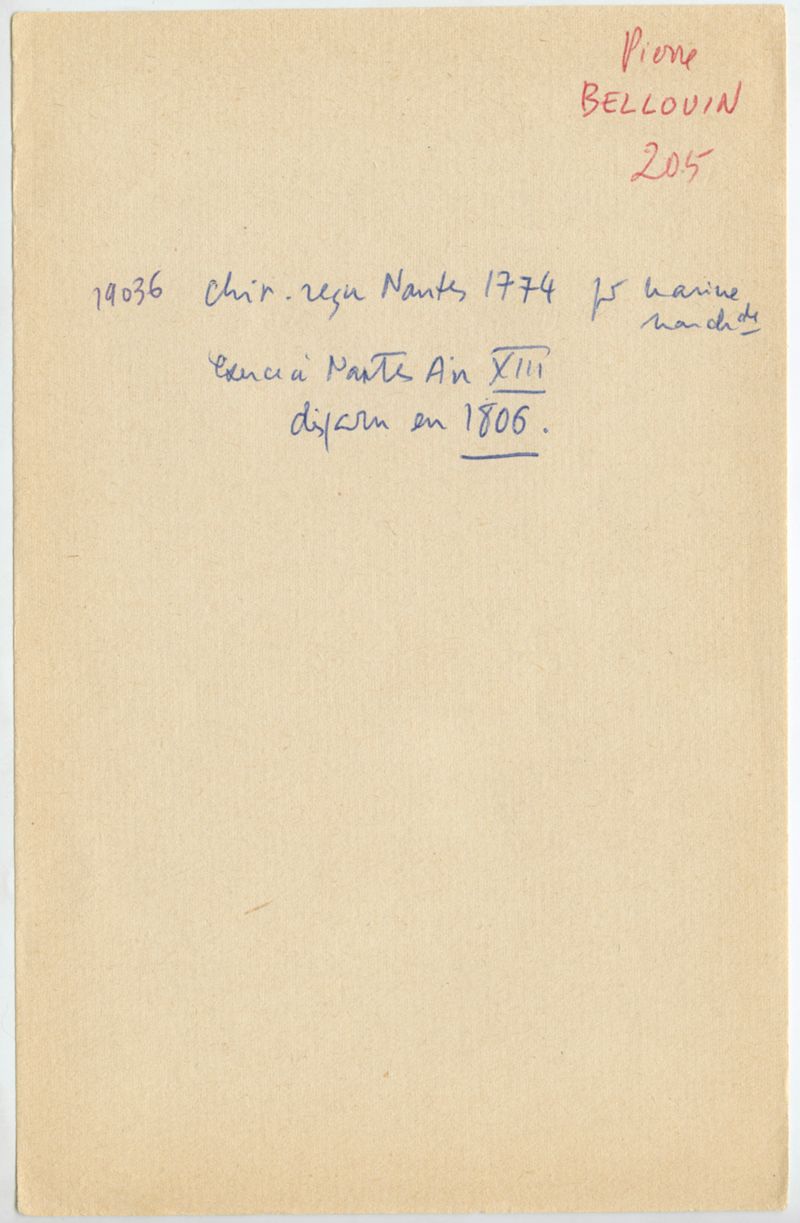 Pierre
BELLOUIN
205
19036 Chir. reçu Nantes 1774 pr marine
marchde
Exerce à Nantes An XIII
disparu en 1806.